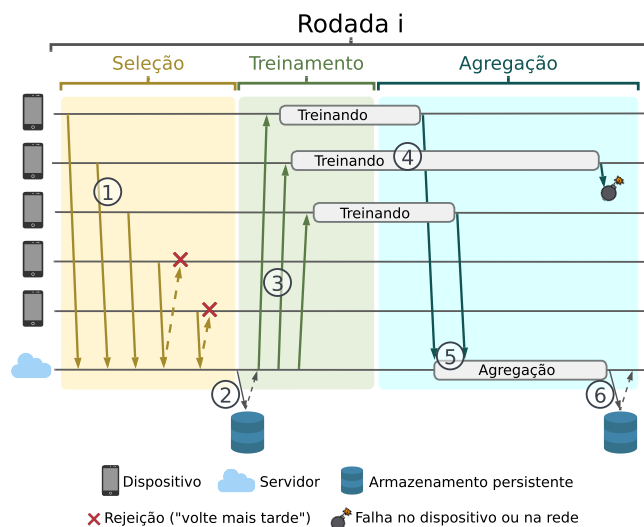 Rodada i
Seleção
Treinamento
Agregação
Treinando
Treinando
4
1
Treinando
3
5
Agregação
2
6
Dispositivo
Servidor
Armazenamento persistente
Rejeição ("volte mais tarde")
Falha no dispositivo ou na rede